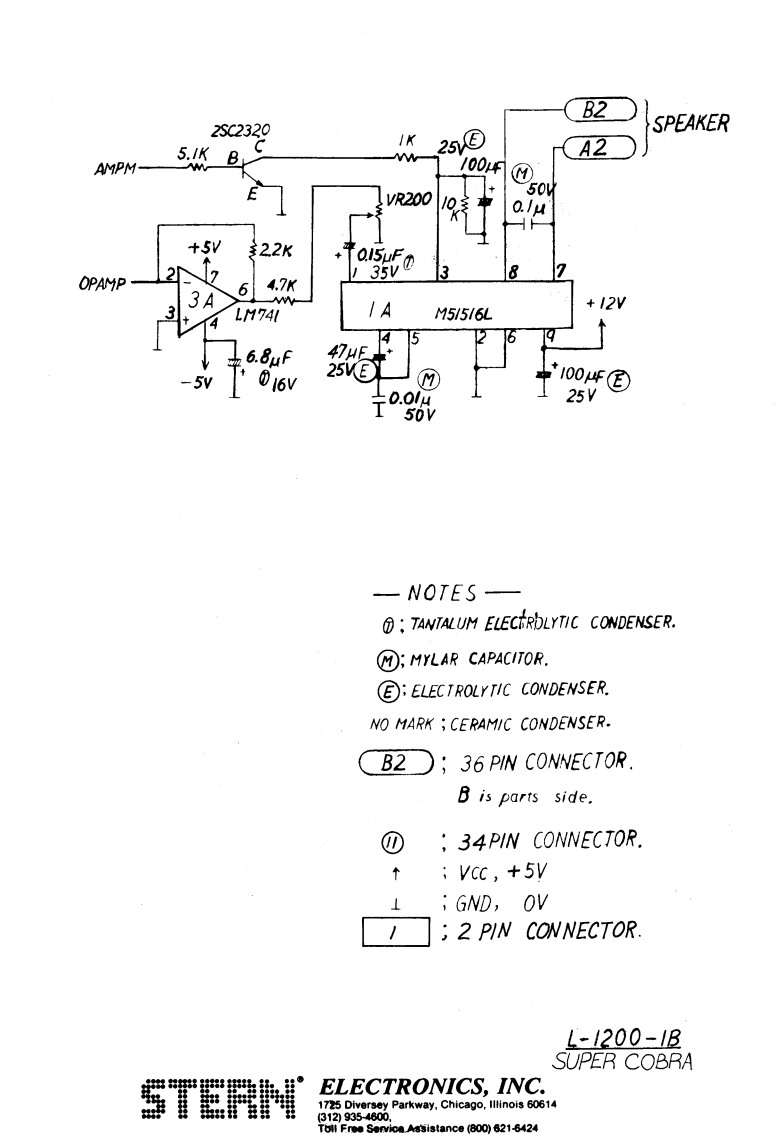 B2
SPEAKER
A2
2SC2320
C
B
E
AMPM
5.1K
1K
25V Ⓔ
100μF
10K
Ⓜ
50V
0.1μ
VR200
+5V
2.2K
0.15μF Ⓣ
35V
OPAMP
2
-
7
3A
6
4.7K
LM741
3
+
4
-5V
6.8μF
Ⓣ 16V
+
1
3
8
7
1A
M51516L
4
5
2
6
9
+12V
47μF
25V Ⓔ
Ⓜ
0.01μ
50V
100μF Ⓔ
25V
— NOTES —
Ⓣ ; TANTALUM ELECTROLYTIC CONDENSER.
Ⓜ ; MYLAR CAPACITOR.
Ⓔ ; ELECTROLYTIC CONDENSER.
NO MARK ; CERAMIC CONDENSER.
B2 ; 36 PIN CONNECTOR.
B is parts side.
⑪ ; 34PIN CONNECTOR.
↑ ; VCC, +5V
⊥ ; GND, 0V
1 ; 2 PIN CONNECTOR.
L-1200-1B
SUPER COBRA
STERN® ELECTRONICS, INC.
1725 Diversey Parkway, Chicago, Illinois 60614
(312) 935-4600,
Toll Free Service Assistance (800) 621-6424